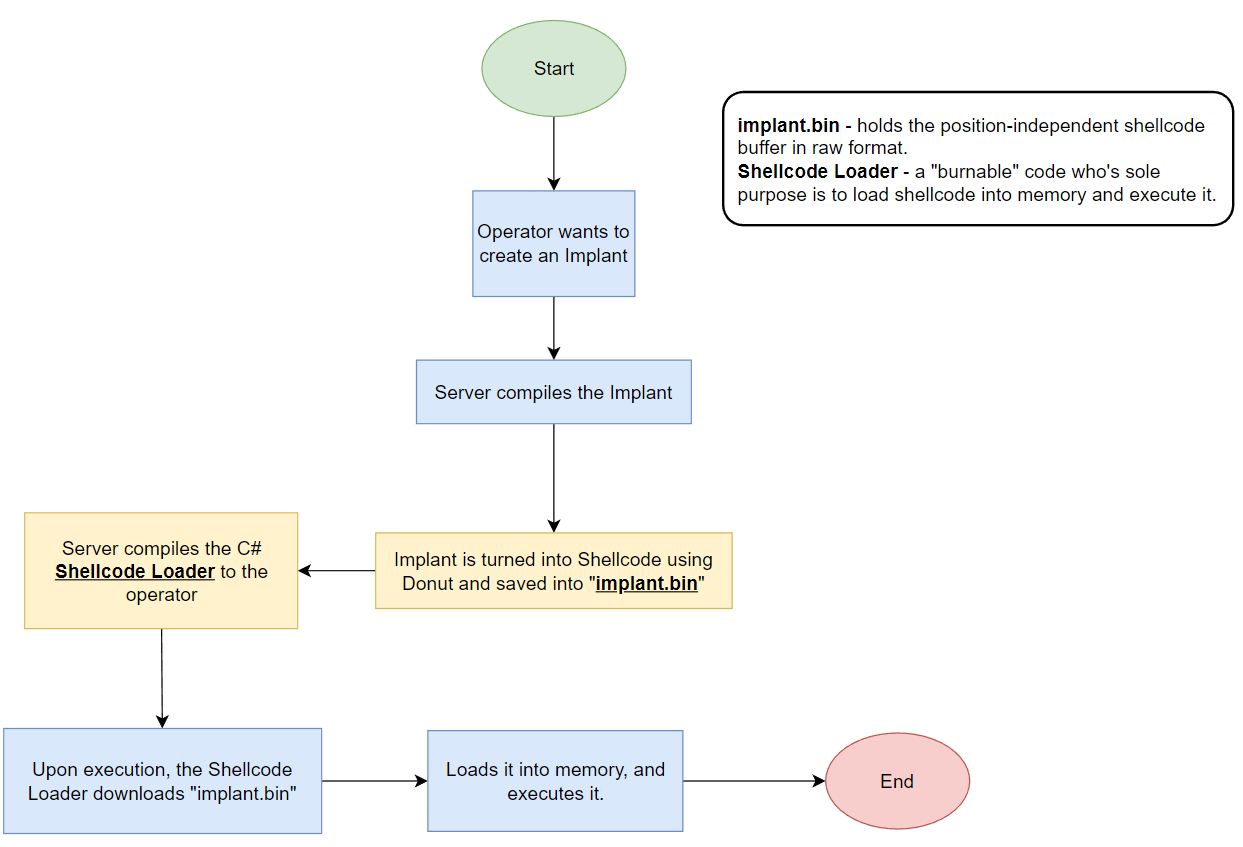 Start
implant.bin - holds the position-independent shellcode
buffer in raw format.
Shellcode Loader - a "burnable" code who's sole
purpose is to load shellcode into memory and execute it.
Operator wants to
create an Implant
Server compiles the Implant
Implant is turned into Shellcode using
Donut and saved into "implant.bin"
Server compiles the C#
Shellcode Loader to the
operator
Upon execution, the Shellcode
Loader downloads "implant.bin"
Loads it into memory, and
executes it.
End